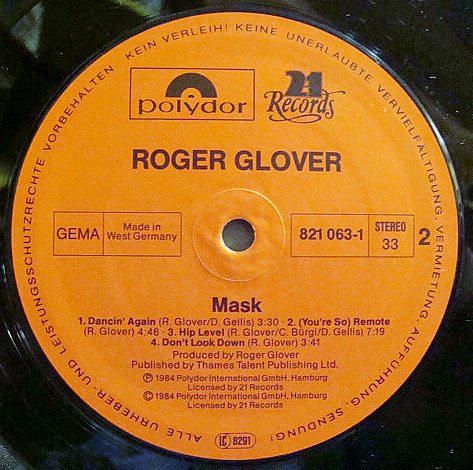 ALLE URHEBER- UND LEISTUNGSSCHUTZRECHTE VORBEHALTEN KEIN VERLEIH! KEINE UNERLAUBTE VERVIELFÄLTIGUNG, VERMIETUNG, AUFFÜHRUNG, SENDUNG!
polydor
21
Records
ROGER GLOVER
GEMA
Made in
West Germany
821 063-1
STEREO
33
2
Mask
1. Dancin' Again (R. Glover/D. Gellis) 3:30 · 2. (You're So) Remote
(R. Glover) 4:46 · 3. Hip Level (R. Glover/C. Bürgi/D. Gellis) 7:19
4. Don't Look Down (R. Glover) 3:41
Produced by Roger Glover
Published by Thames Talent Publishing Ltd.
Ⓟ 1984 Polydor International GmbH, Hamburg
Licensed by 21 Records
© 1984 Polydor International GmbH, Hamburg
Licensed by 21 Records
LC 8291